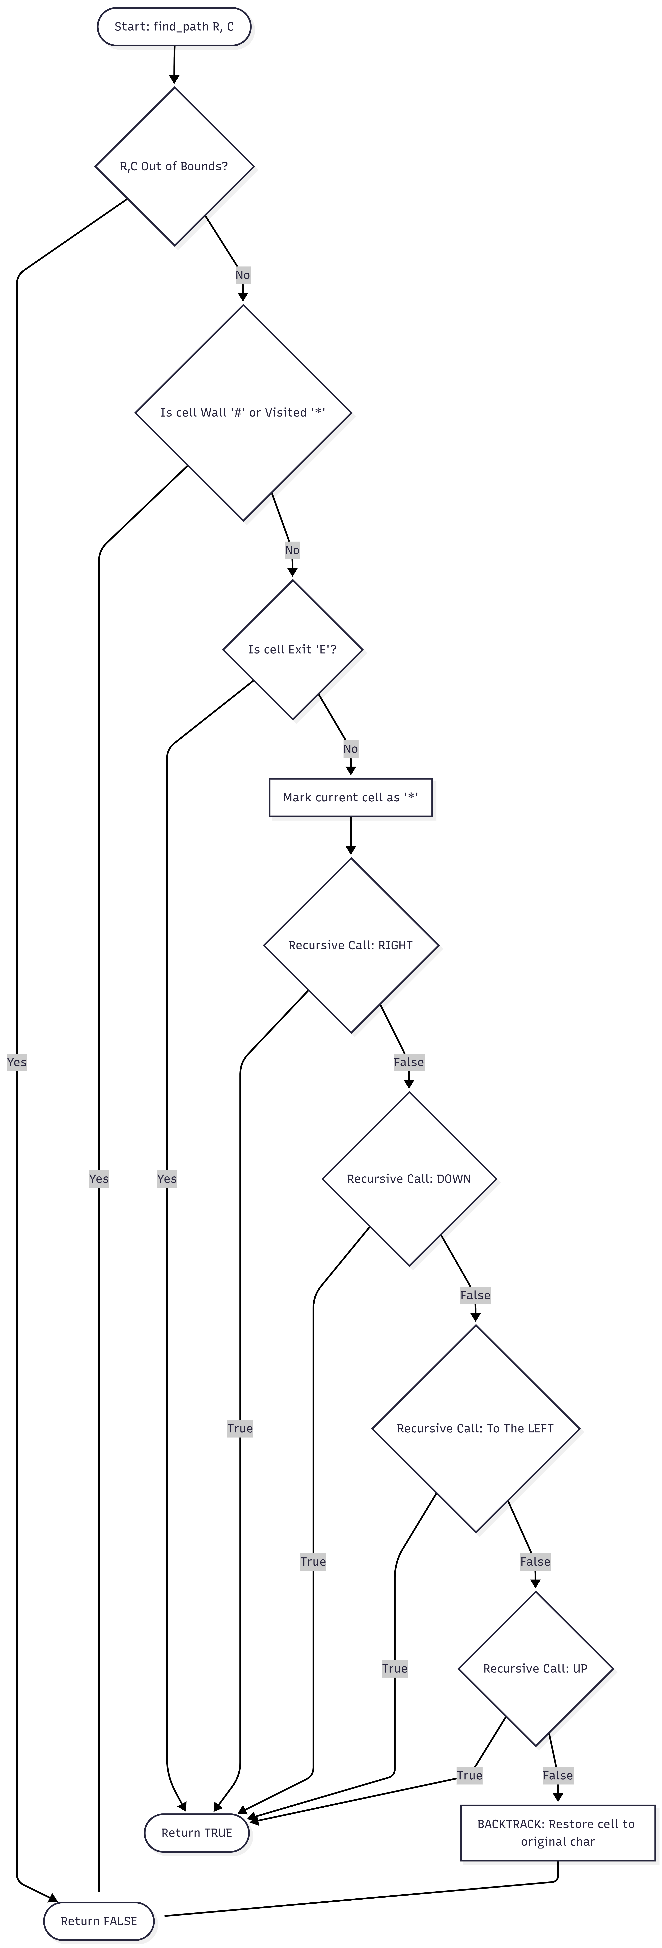 Start: find_path R, C
R,C Out of Bounds?
No
Is cell Wall '#' or Visited '*'
No
Is cell Exit 'E'?
No
Mark current cell as '*'
Recursive Call: RIGHT
Yes
False
Yes
Yes
Recursive Call: DOWN
False
True
Recursive Call: To The LEFT
True
False
True
Recursive Call: UP
True
False
Return TRUE
BACKTRACK: Restore cell to
original char
Return FALSE